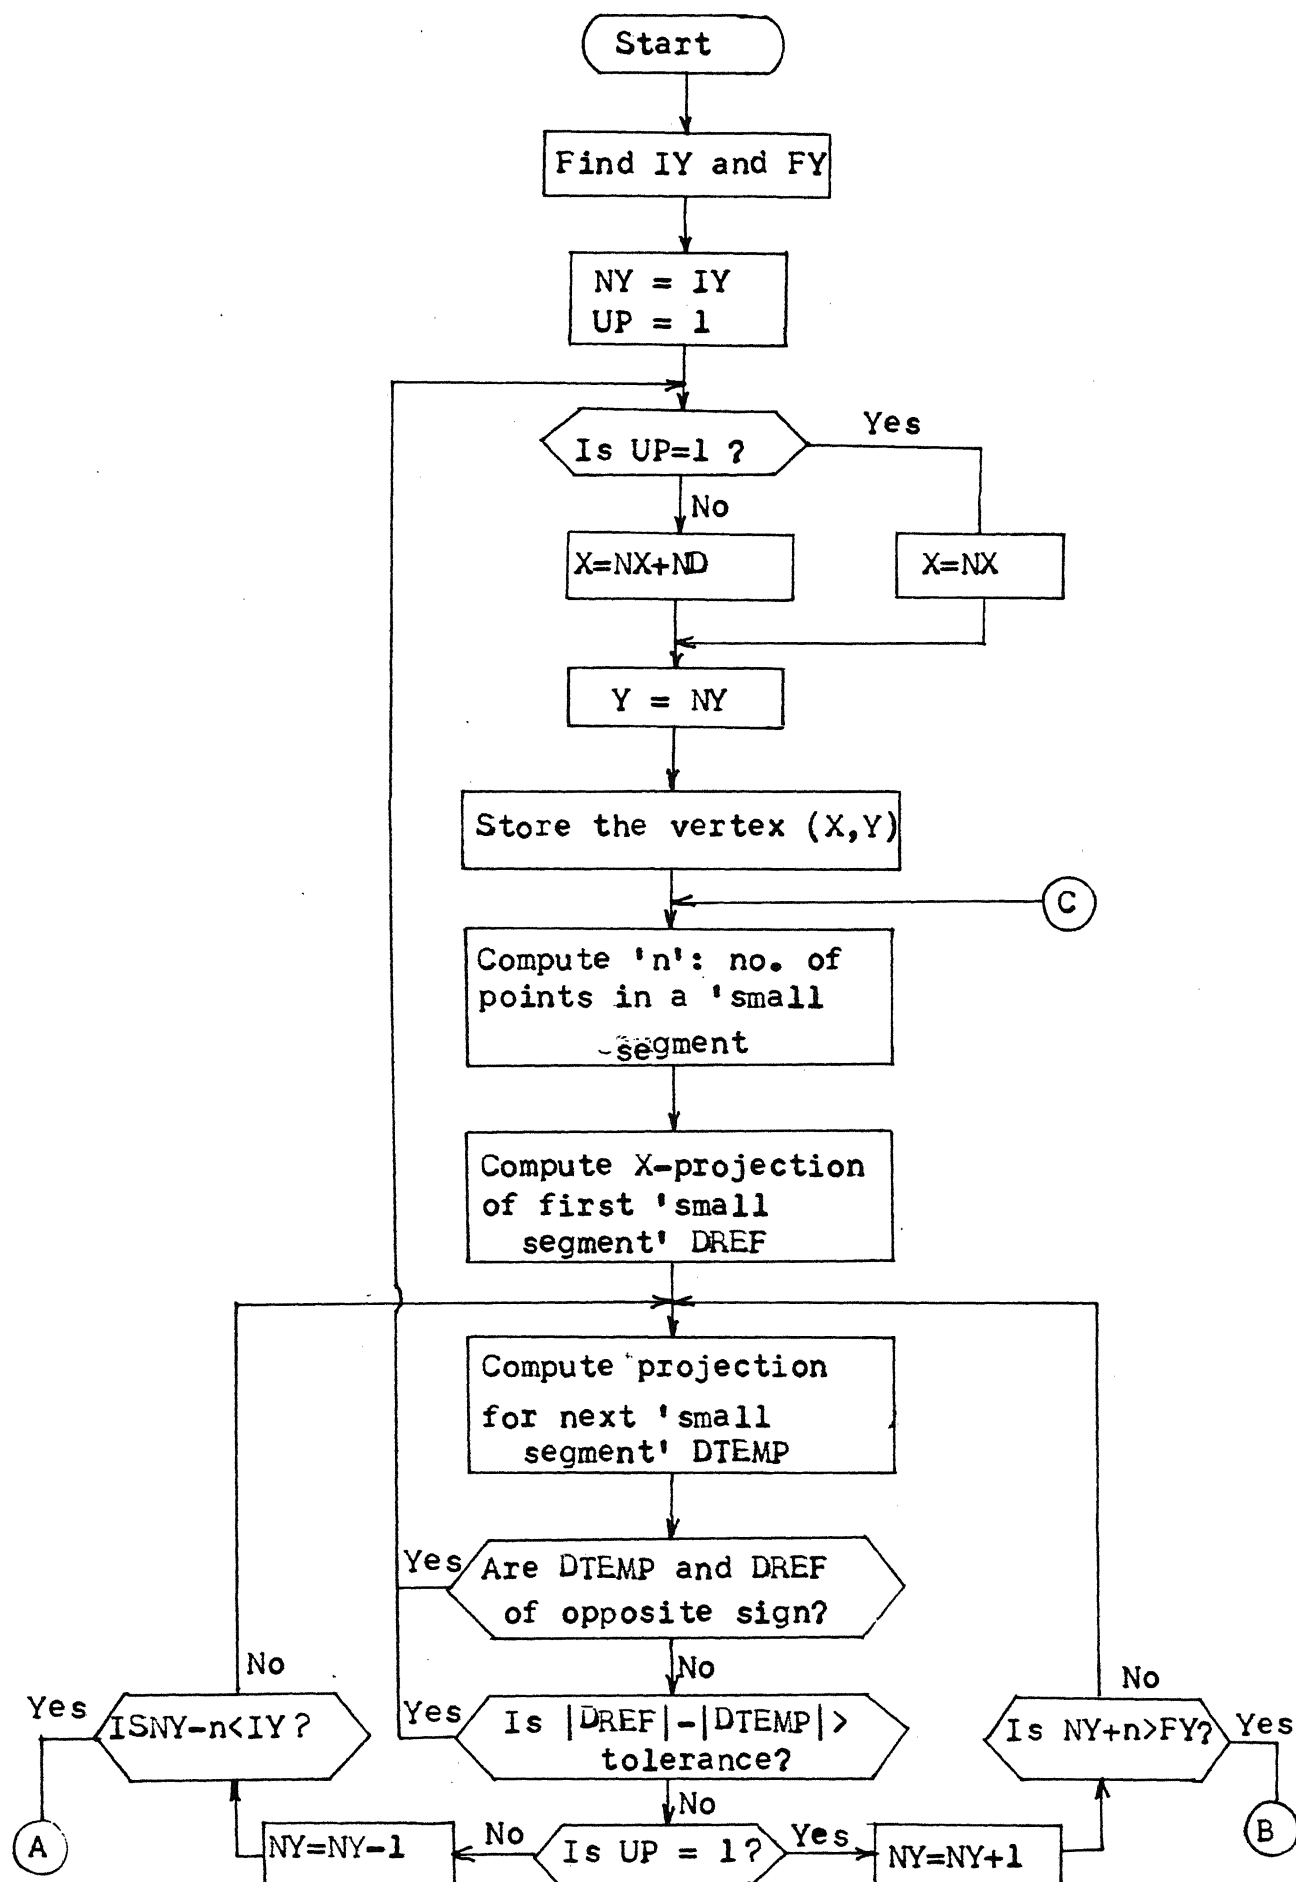 Start
Find IY and FY
NY = IY
UP = 1
Is UP=1 ?
Yes
No
X=NX+ND
X=NX
Y = NY
Store the vertex (X,Y)
C
Compute 'n': no. of
points in a 'small
segment
Compute X-projection
of first 'small
segment' DREF
Compute projection
for next 'small
segment' DTEMP
Yes
Are DTEMP and DREF
of opposite sign?
No
No
No
Yes
ISNY-n<IY?
Yes
Is |DREF|-|DTEMP|>
tolerance?
Is NY+n>FY?
Yes
No
A
NY=NY-1
No
Is UP = 1?
Yes
NY=NY+1
B